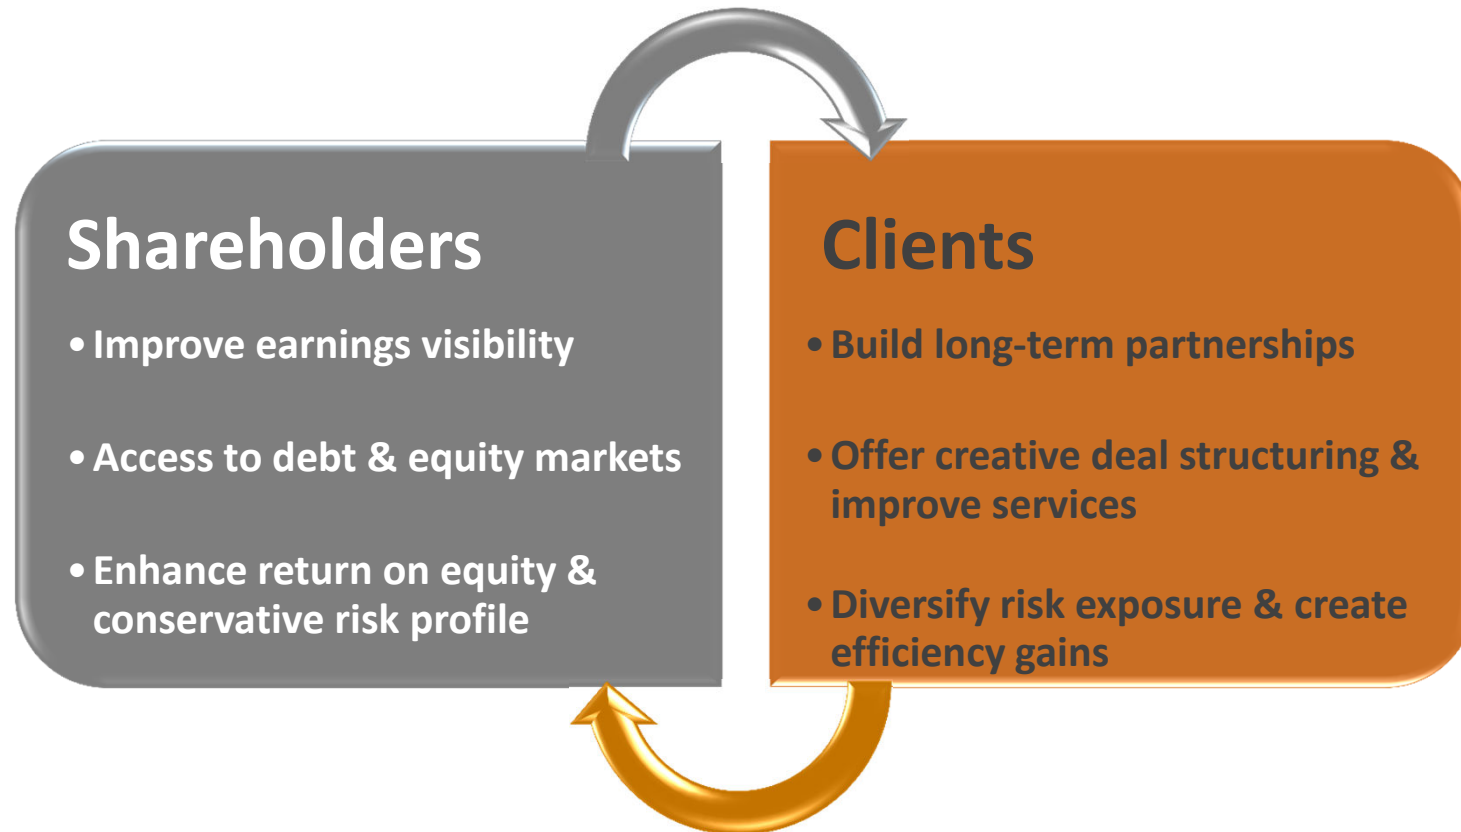 Shareholders
• Improve earnings visibility
• Access to debt & equity markets
• Enhance return on equity &
conservative risk profile
Clients
• Build long-term partnerships
• Offer creative deal structuring &
improve services
• Diversify risk exposure & create
efficiency gains